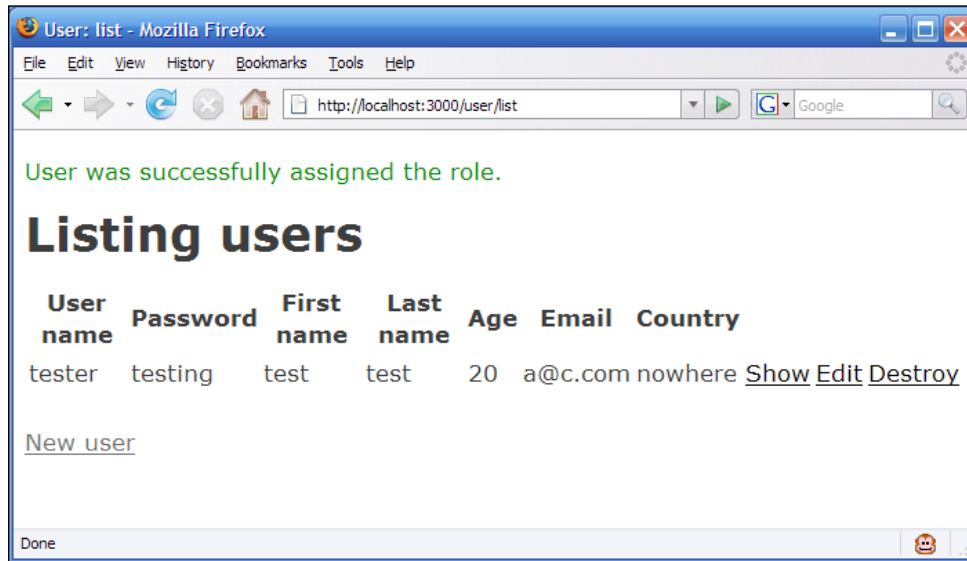 User: list - Mozilla Firefox
File Edit View History Bookmarks Tools Help
http://localhost:3000/user/list G Google
User was successfully assigned the role.
Listing users
User name Password First name Last name Age Email Country
tester testing test test 20 a@c.com nowhere Show Edit Destroy
New user
Done